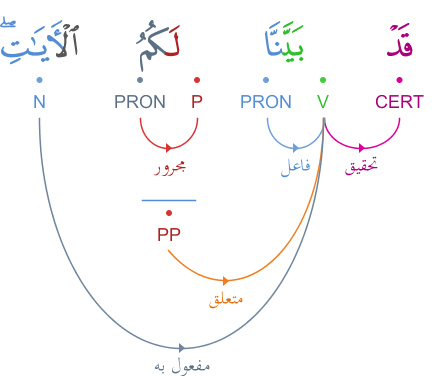 قَدْ بَيَّنَّا لَكُمُ ٱلْأَيَـٰتِ ۖ
CERT V PRON P PRON N
تحقيق فاعل مجرور
PP
متعلق
مفعول به